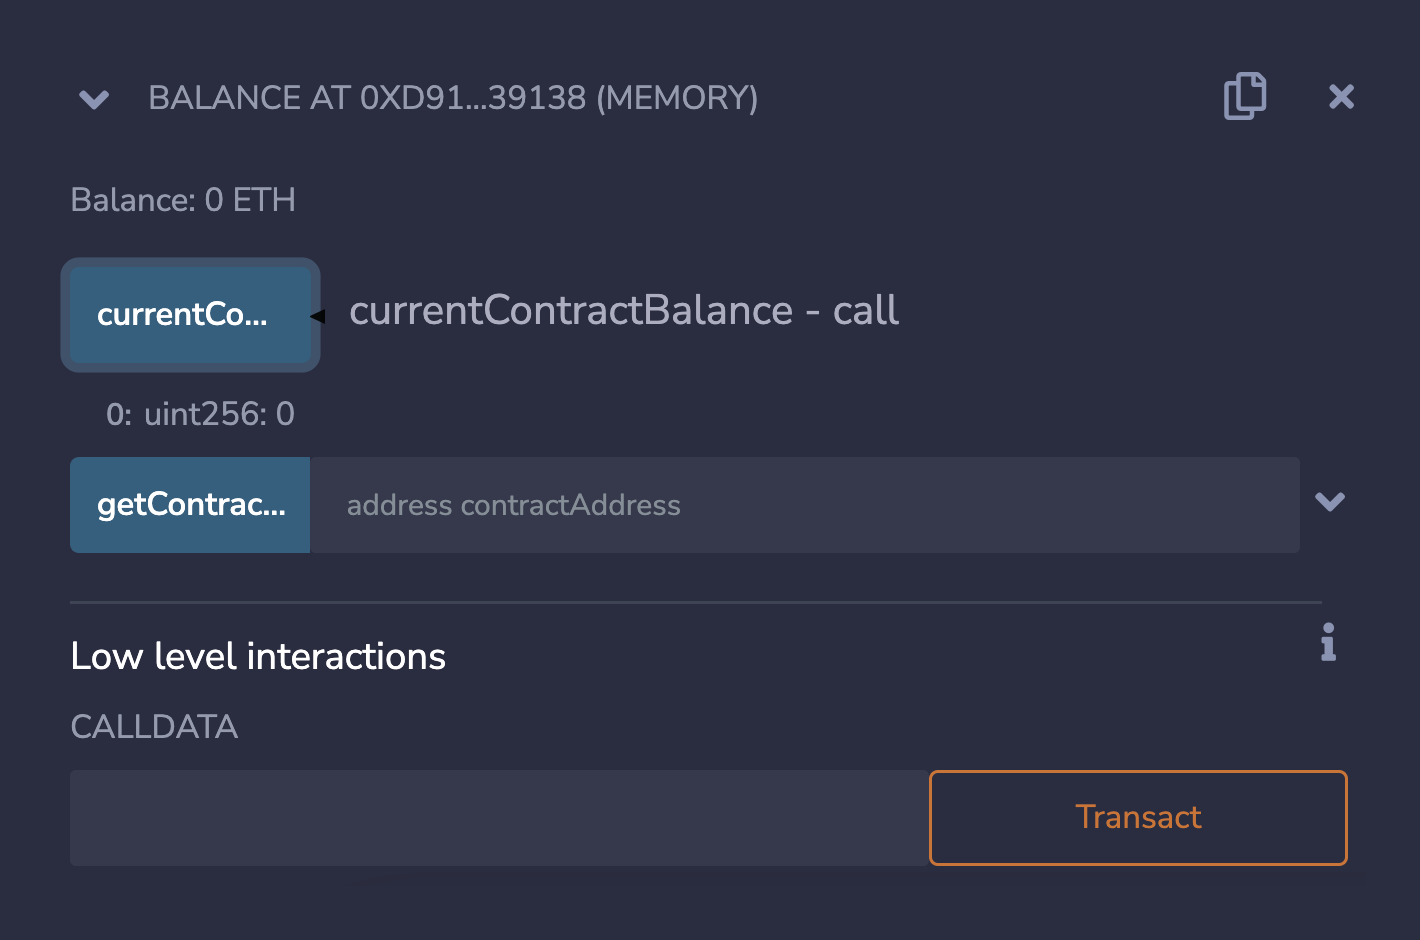 BALANCE AT 0XD91...39138 (MEMORY)
Balance: 0 ETH
currentCo...
currentContractBalance - call
0: uint256: 0
getContrac...
address contractAddress
Low level interactions
CALLDATA
Transact